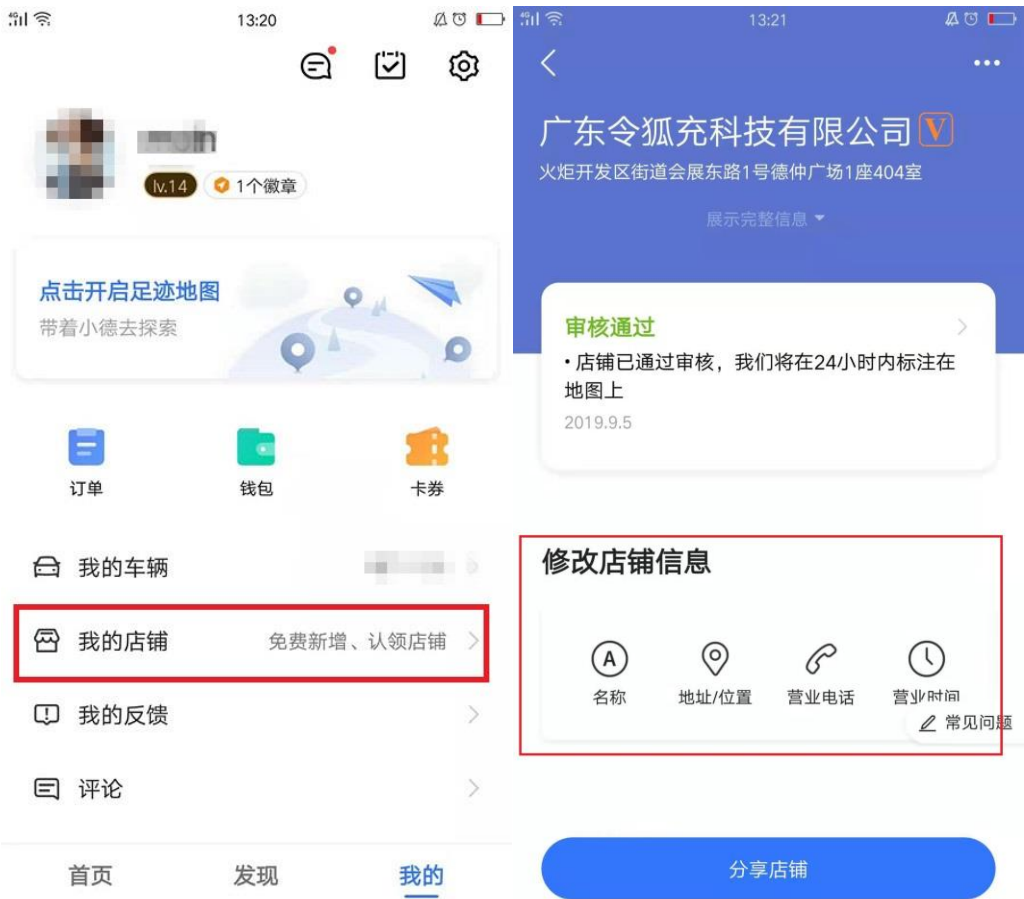 4G
13:20
lv.14
1个徽章
点击开启足迹地图
带着小德去探索
订单
钱包
卡券
我的车辆
我的店铺
免费新增、认领店铺
我的反馈
评论
首页
发现
我的
4G
13:21
广东令狐充科技有限公司
V
火炬开发区街道会展东路1号德仲广场1座404室
展示完整信息
审核通过
•店铺已通过审核，我们将在24小时内标注在
地图上
2019.9.5
修改店铺信息
A
名称
地址/位置
营业电话
营业时间
常见问题
分享店铺